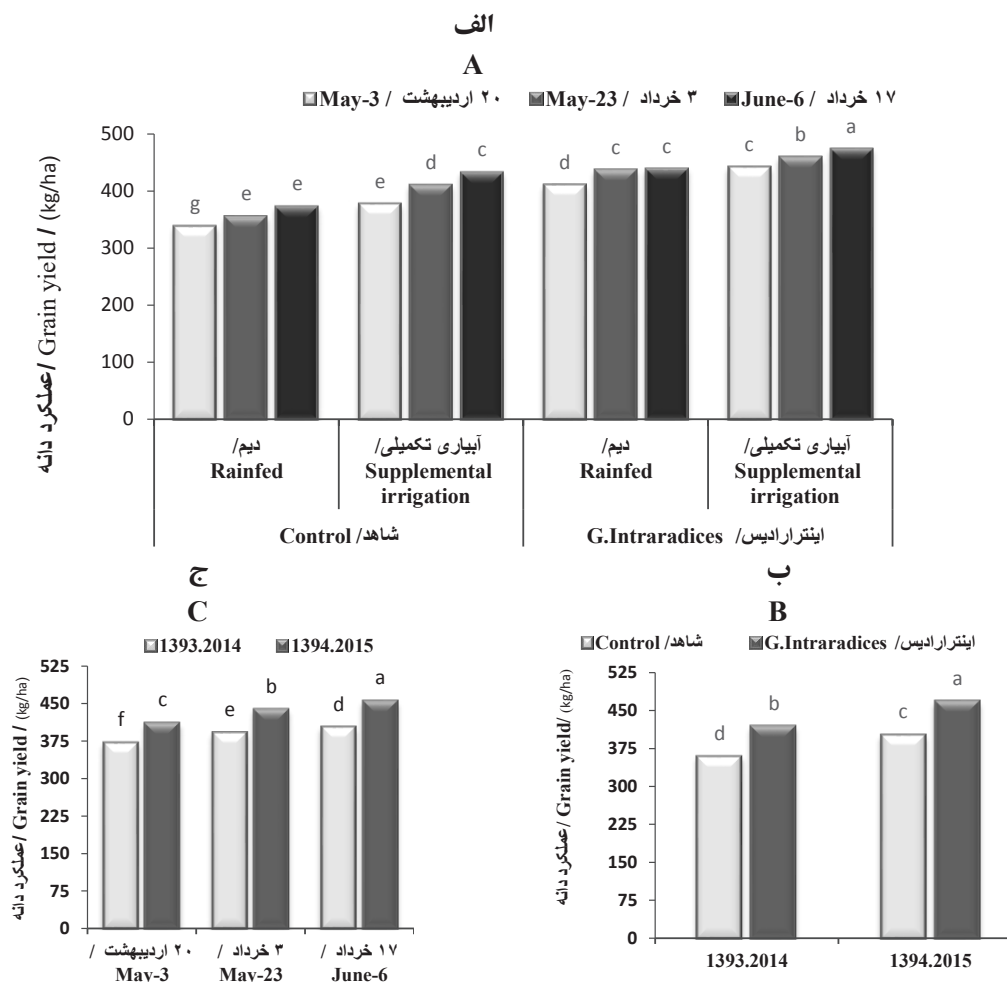 الف
A
May-3 / ۲۰ اردیبهشت May-23 / ۳ خرداد June-6 / ۱۷ خرداد
عملکرد دانه/ Grain yield / (kg/ha)
500
400
300
200
100
0
g e e e d c d c c c b a
دیم/ آبیاری تکمیلی/ دیم/ آبیاری تکمیلی/
Rainfed Supplemental Rainfed Supplemental
irrigation irrigation
Control /شاهد G.Intraradices /اینترارادیس
ج
C
1393.2014 1394.2015
عملکرد دانه/ Grain yield / (kg/ha)
525
450
375
300
225
150
75
0
f c e b d a
۲۰ اردیبهشت / ۳ خرداد / ۱۷ خرداد /
May-3 May-23 June-6
ب
B
Control /شاهد G.Intraradices /اینترارادیس
عملکرد دانه/ Grain yield/ (kg/ha)
525
450
375
300
225
150
75
0
d b c a
1393.2014 1394.2015